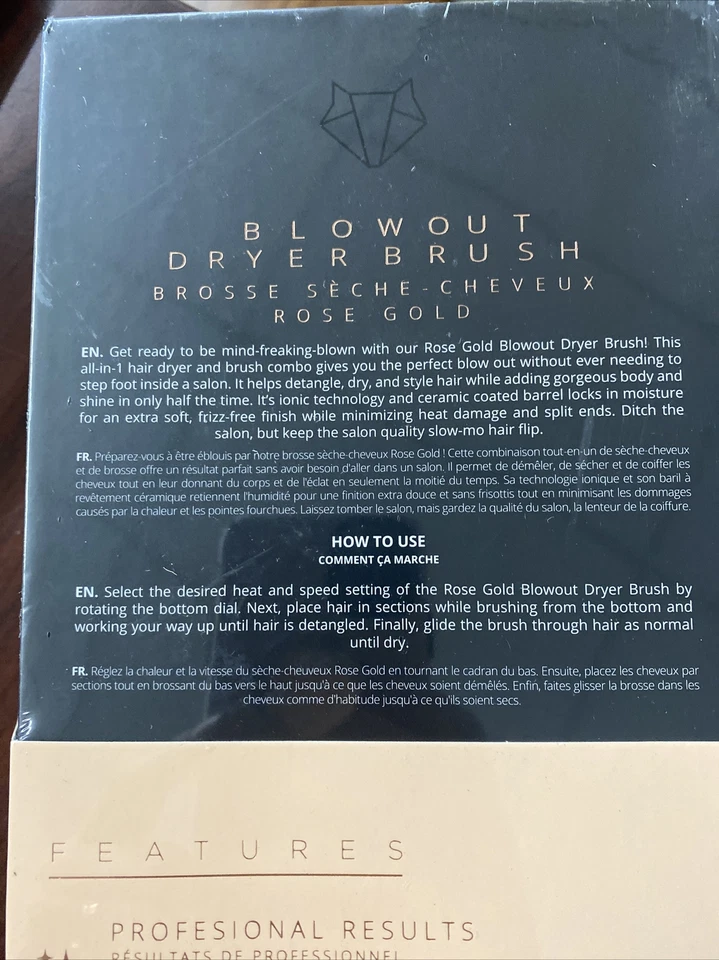 BLOWOUT
DRYER BRUSH
BROSSE SÈCHE-CHEVEUX
ROSE GOLD
EN. Get ready to be mind-freaking-blown with our Rose Gold Blowout Dryer Brush! This
all-in-1 hair dryer and brush combo gives you the perfect blow out without ever needing to
step foot inside a salon. It helps detangle, dry, and style hair while adding gorgeous body and
shine in only half the time. It's ionic technology and ceramic coated barrel locks in moisture
for an extra soft, frizz-free finish while minimizing heat damage and split ends. Ditch the
salon, but keep the salon quality slow-mo hair flip.
FR. Préparez-vous à être éblouis par notre brosse sèche-cheveux Rose Gold ! Cette combinaison tout-en-un de sèche-cheveux
et de brosse offre un résultat parfait sans avoir besoin d'aller dans un salon. Il permet de démêler, de sécher et de coiffer les
cheveux tout en leur donnant du corps et de l'éclat en seulement la moitié du temps. Sa technologie ionique et son baril à
revêtement céramique retiennent l'humidité pour une finition extra douce et sans frisottis tout en minimisant les dommages
causés par la chaleur et les pointes fourchues. Laissez tomber le salon, mais gardez la qualité du salon, la lenteur de la coiffure.
HOW TO USE
COMMENT ÇA MARCHE
EN. Select the desired heat and speed setting of the Rose Gold Blowout Dryer Brush by
rotating the bottom dial. Next, place hair in sections while brushing from the bottom and
working your way up until hair is detangled. Finally, glide the brush through hair as normal
until dry.
FR. Réglez la chaleur et la vitesse du sèche-cheuveux Rose Gold en tournant le cadran du bas. Ensuite, placez les cheveux par
sections tout en brossant du bas vers le haut jusqu'à ce que les cheveux soient démêlés. Enfin, faites glisser la brosse dans les
cheveux comme d'habitude jusqu'à ce qu'ils soient secs.
FEATURES
PROFESIONAL RESULTS
RÉSULTATS DE PROFESSIONNEL